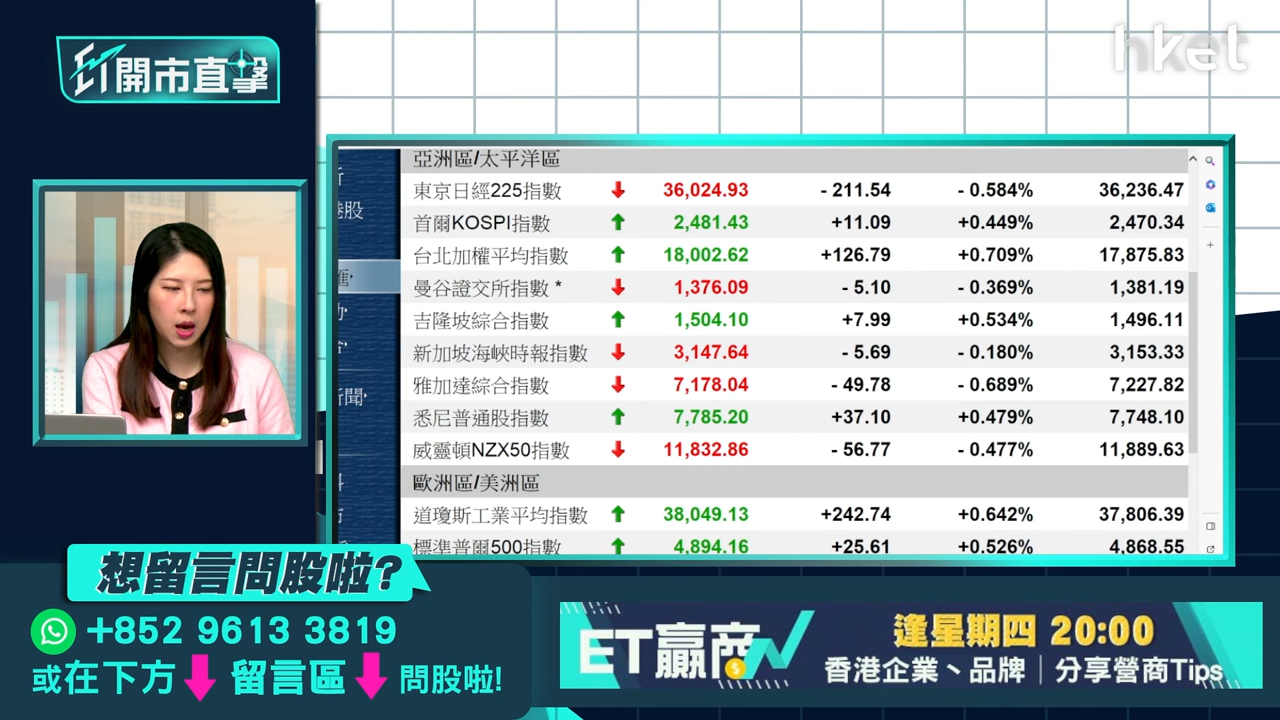 ET開市直擊
hket
亞洲區/太平洋區
東京日經225指數 36,024.93 - 211.54 - 0.584% 36,236.47
首爾KOSPI指數 2,481.43 +11.09 +0.449% 2,470.34
台北加權平均指數 18,002.62 +126.79 +0.709% 17,875.83
曼谷證交所指數 * 1,376.09 - 5.10 - 0.369% 1,381.19
吉隆坡綜合指數 1,504.10 +7.99 +0.534% 1,496.11
新加坡海峽時報指數 3,147.64 - 5.69 - 0.180% 3,153.33
雅加達綜合指數 7,178.04 - 49.78 - 0.689% 7,227.82
悉尼普通股指數 7,785.20 +37.10 +0.479% 7,748.10
威靈頓NZX50指數 11,832.86 - 56.77 - 0.477% 11,889.63
歐洲區/美洲區
道瓊斯工業平均指數 38,049.13 +242.74 +0.642% 37,806.39
標準普爾500指數 4,894.16 +25.61 +0.526% 4,868.55
港股
匯
新聞
想留言問股啦?
+852 9613 3819
或在下方 留言區 問股啦!
ET贏商
逢星期四 20:00
香港企業、品牌｜分享營商Tips